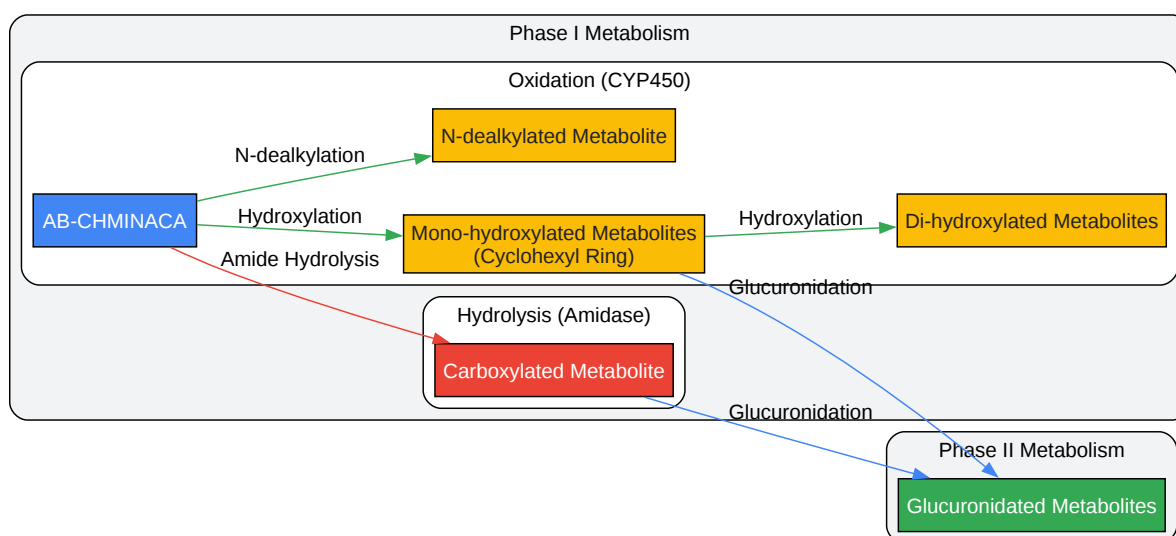 Phase I Metabolism
Oxidation (CYP450)
N-dealkylated Metabolite
N-dealkylation
AB-CHMINACA
Hydroxylation
Mono-hydroxylated Metabolites
(Cyclohexyl Ring)
Hydroxylation
Di-hydroxylated Metabolites
Amide Hydrolysis
Glucuronidation
Hydrolysis (Amidase)
Carboxylated Metabolite
Glucuronidation
Phase II Metabolism
Glucuronidated Metabolites